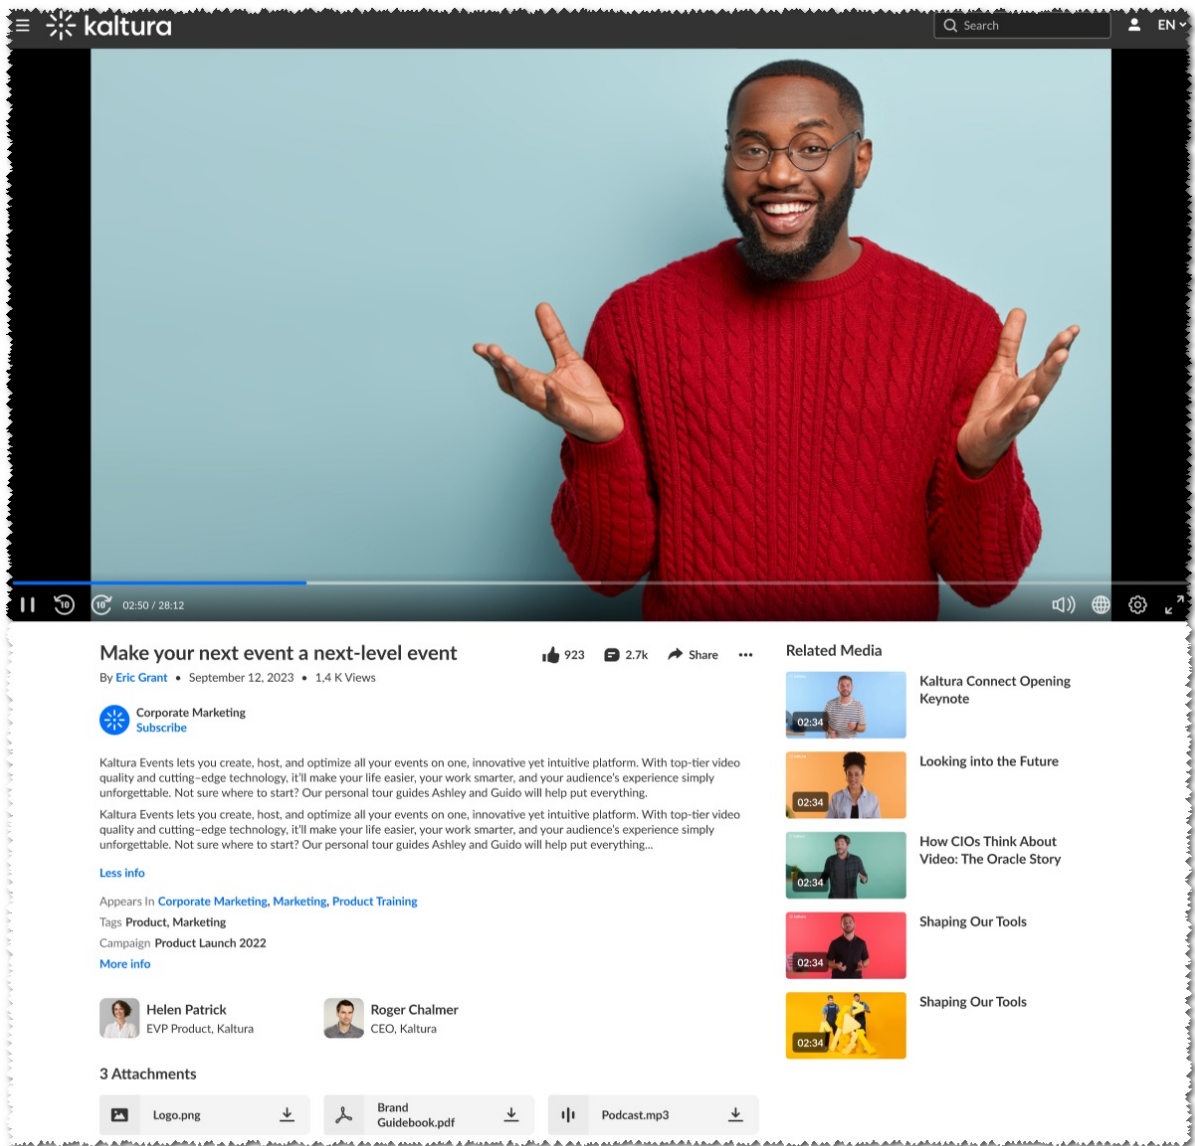 kaltura
Search
EN
10
10
02:50 / 28:12
Make your next event a next-level event
923
2.7k
Share
By Eric Grant • September 12, 2023 • 1,4 K Views
Corporate Marketing
Subscribe
Kaltura Events lets you create, host, and optimize all your events on one, innovative yet intuitive platform. With top-tier video
quality and cutting-edge technology, it'll make your life easier, your work smarter, and your audience's experience simply
unforgettable. Not sure where to start? Our personal tour guides Ashley and Guido will help put everything.
Kaltura Events lets you create, host, and optimize all your events on one, innovative yet intuitive platform. With top-tier video
quality and cutting-edge technology, it'll make your life easier, your work smarter, and your audience's experience simply
unforgettable. Not sure where to start? Our personal tour guides Ashley and Guido will help put everything...
Less info
Appears In Corporate Marketing, Marketing, Product Training
Tags Product, Marketing
Campaign Product Launch 2022
More info
Helen Patrick
EVP Product, Kaltura
Roger Chalmer
CEO, Kaltura
3 Attachments
Logo.png
Brand
Guidebook.pdf
Podcast.mp3
Related Media
02:34
Kaltura Connect Opening
Keynote
02:34
Looking into the Future
02:34
How CIOs Think About
Video: The Oracle Story
02:34
Shaping Our Tools
02:34
Shaping Our Tools